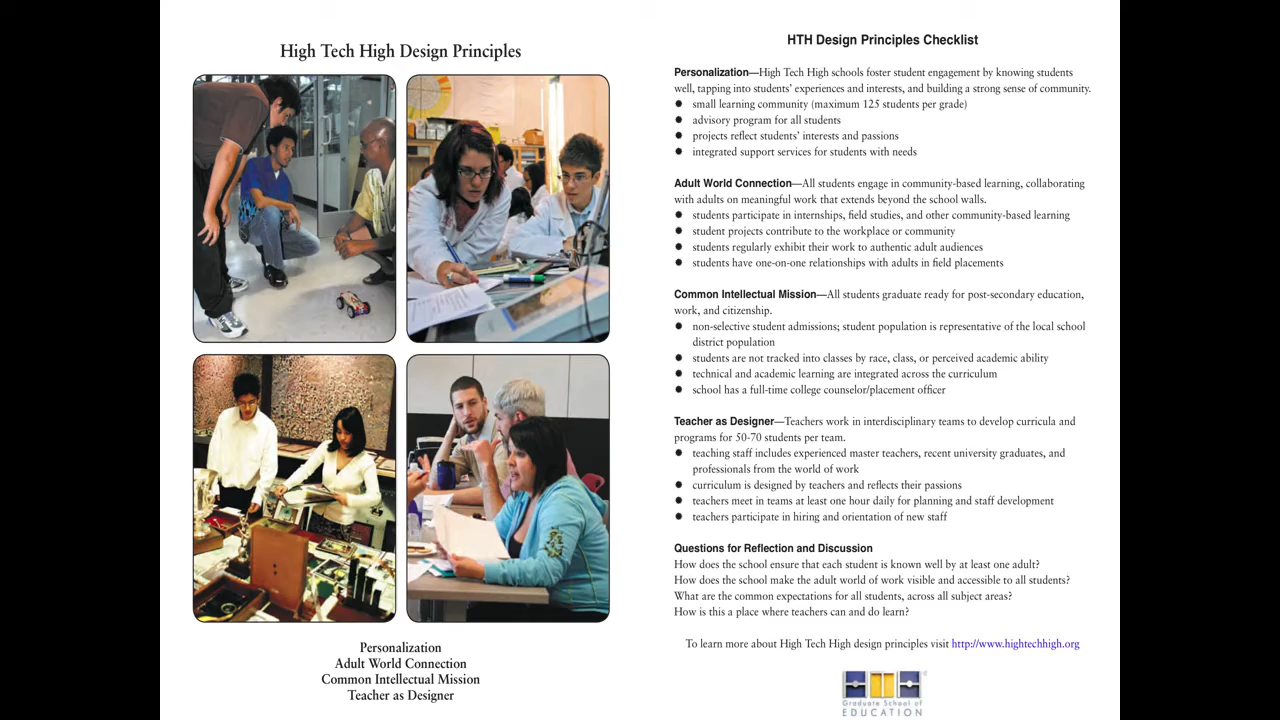 High Tech High Design Principles
Personalization
Adult World Connection
Common Intellectual Mission
Teacher as Designer
HTH Design Principles Checklist
Personalization—High Tech High schools foster student engagement by knowing students
well, tapping into students' experiences and interests, and building a strong sense of community.
small learning community (maximum 125 students per grade)
advisory program for all students
projects reflect students' interests and passions
integrated support services for students with needs
Adult World Connection—All students engage in community-based learning, collaborating
with adults on meaningful work that extends beyond the school walls.
students participate in internships, field studies, and other community-based learning
student projects contribute to the workplace or community
students regularly exhibit their work to authentic adult audiences
students have one-on-one relationships with adults in field placements
Common Intellectual Mission—All students graduate ready for post-secondary education,
work, and citizenship.
non-selective student admissions; student population is representative of the local school
district population
students are not tracked into classes by race, class, or perceived academic ability
technical and academic learning are integrated across the curriculum
school has a full-time college counselor/placement officer
Teacher as Designer—Teachers work in interdisciplinary teams to develop curricula and
programs for 50-70 students per team.
teaching staff includes experienced master teachers, recent university graduates, and
professionals from the world of work
curriculum is designed by teachers and reflects their passions
teachers meet in teams at least one hour daily for planning and staff development
teachers participate in hiring and orientation of new staff
Questions for Reflection and Discussion
How does the school ensure that each student is known well by at least one adult?
How does the school make the adult world of work visible and accessible to all students?
What are the common expectations for all students, across all subject areas?
How is this a place where teachers can and do learn?
To learn more about High Tech High design principles visit http://www.hightechhigh.org
HTH
Graduate School of
EDUCATION